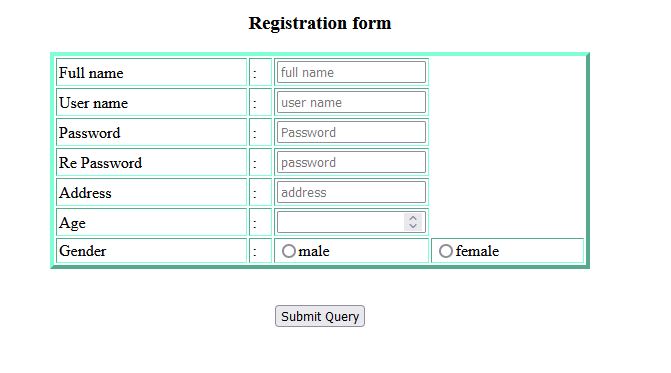 Registration form
Full name : full name
User name : user name
Password : Password
Re Password : password
Address : address
Age :
Gender : male female
Submit Query